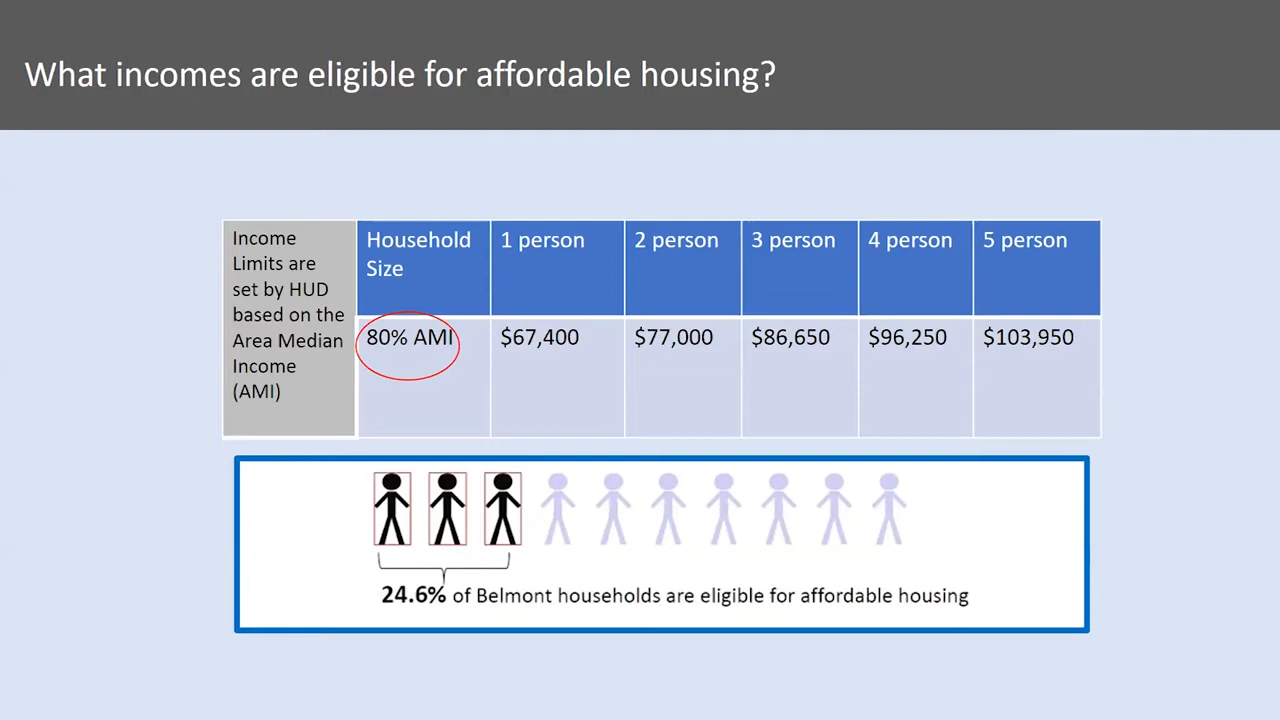 What incomes are eligible for affordable housing?
Income
Limits are
set by HUD
based on the
Area Median
Income
(AMI)
Household
Size
1 person
2 person
3 person
4 person
5 person
80% AMI
$67,400
$77,000
$86,650
$96,250
$103,950
24.6% of Belmont households are eligible for affordable housing